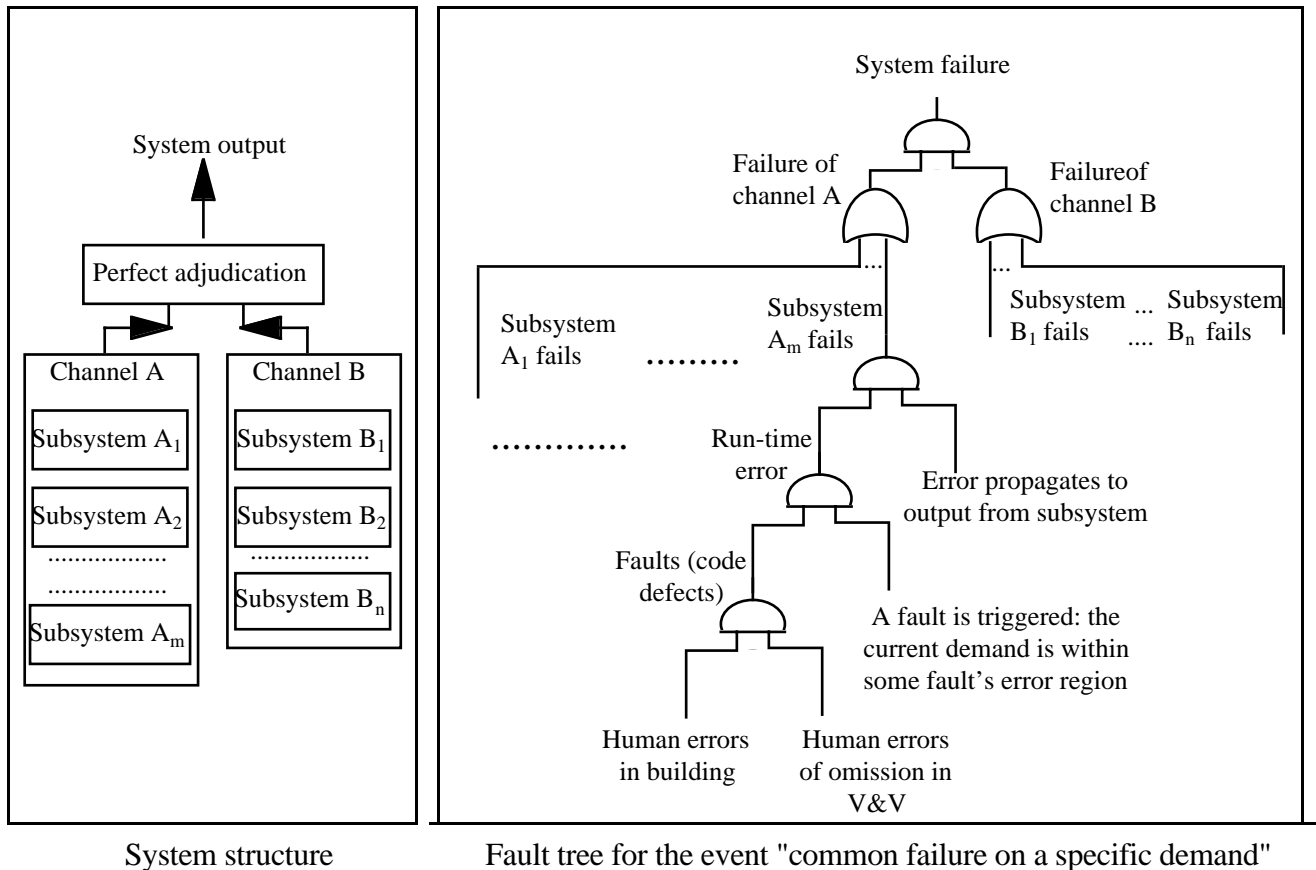 System output
Perfect adjudication
Channel A
Channel B
Subsystem A1
Subsystem B1
Subsystem A2
Subsystem B2
...................
..................
...................
Subsystem Bn
Subsystem Am
System structure
System failure
Failure of
channel A
Failureof
channel B
...
...
Subsystem
A1 fails
.........
Subsystem
Am fails
Subsystem
B1 fails
...
....
Subsystem
Bn fails
.............
Run-time
error
Error propagates to
output from subsystem
Faults (code
defects)
A fault is triggered: the
current demand is within
some fault's error region
Human errors
in building
Human errors
of omission in
V&V
Fault tree for the event "common failure on a specific demand"